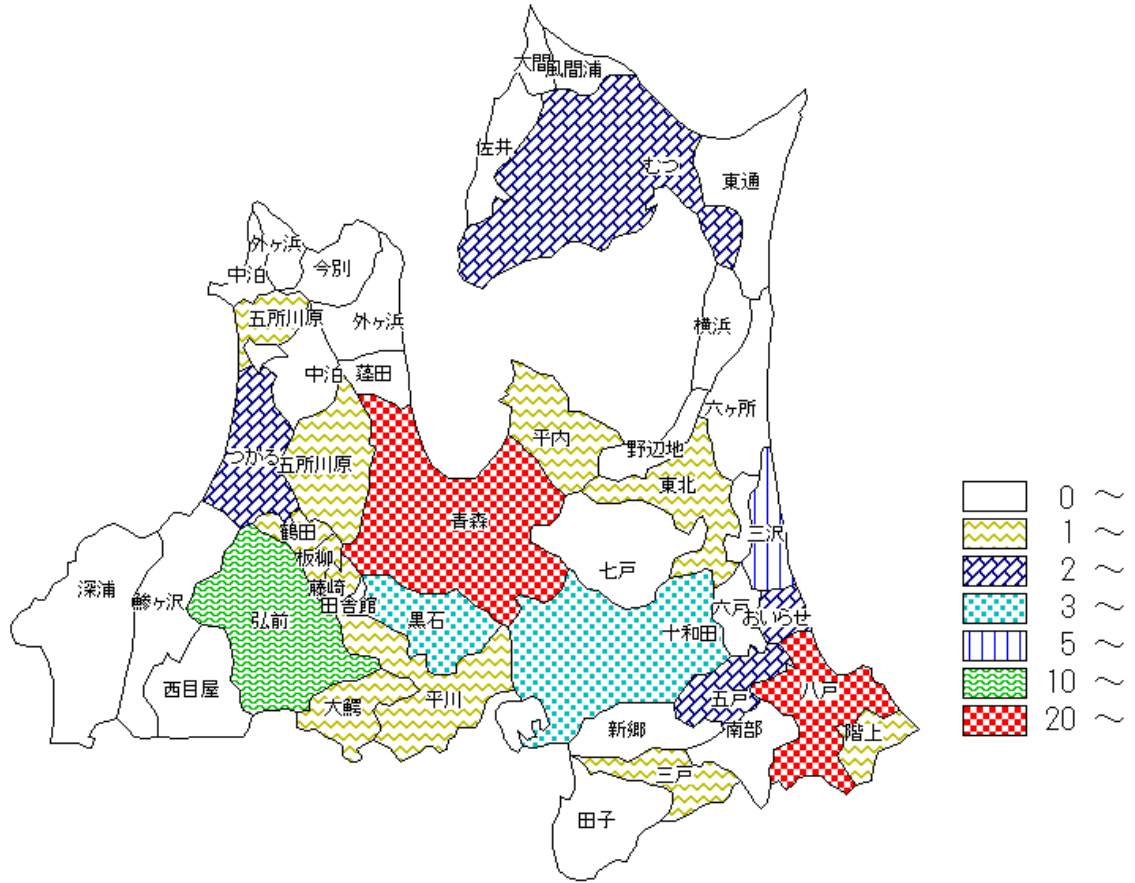 大間
風間浦
佐井
むつ
東通
外ヶ浜
今別
中泊
五所川原
外ヶ浜
横浜
中泊
蓬田
六ヶ所
平内
野辺地
つがる
五所川原
東北
青森
鶴田
三沢
板柳
七戸
深浦
鰺ヶ沢
藤崎
田舎館
弘前
黒石
六戸
おいらせ
十和田
西目屋
大鰐
平川
五戸
八戸
新郷
南部
階上
三戸
田子
0 ~
1 ~
2 ~
3 ~
5 ~
10 ~
20 ~